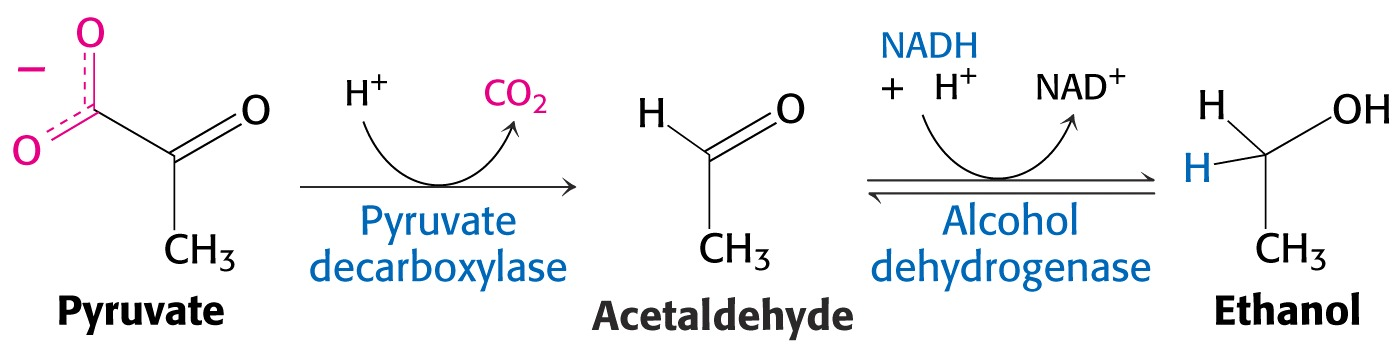 O
−
O
O
CH₃
Pyruvate
H⁺
CO₂
Pyruvate
decarboxylase
H
O
CH₃
Acetaldehyde
NADH
+ H⁺
NAD⁺
Alcohol
dehydrogenase
H
OH
H
CH₃
Ethanol